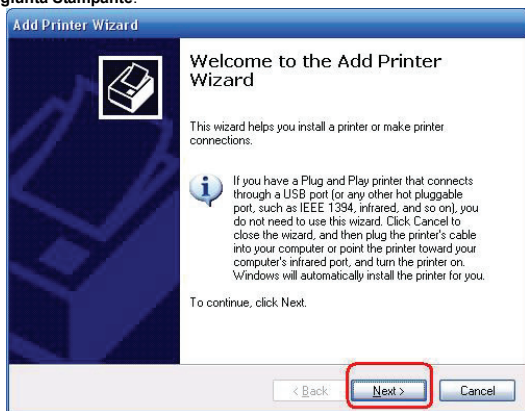 giunta Stampante.
Add Printer Wizard
Welcome to the Add Printer
Wizard
This wizard helps you install a printer or make printer
connections.
If you have a Plug and Play printer that connects
through a USB port (or any other hot pluggable
port, such as IEEE 1394, infrared, and so on), you
do not need to use this wizard. Click Cancel to
close the wizard, and then plug the printer's cable
into your computer or point the printer toward your
computer's infrared port, and turn the printer on.
Windows will automatically install the printer for you.
To continue, click Next.
< Back
Next >
Cancel